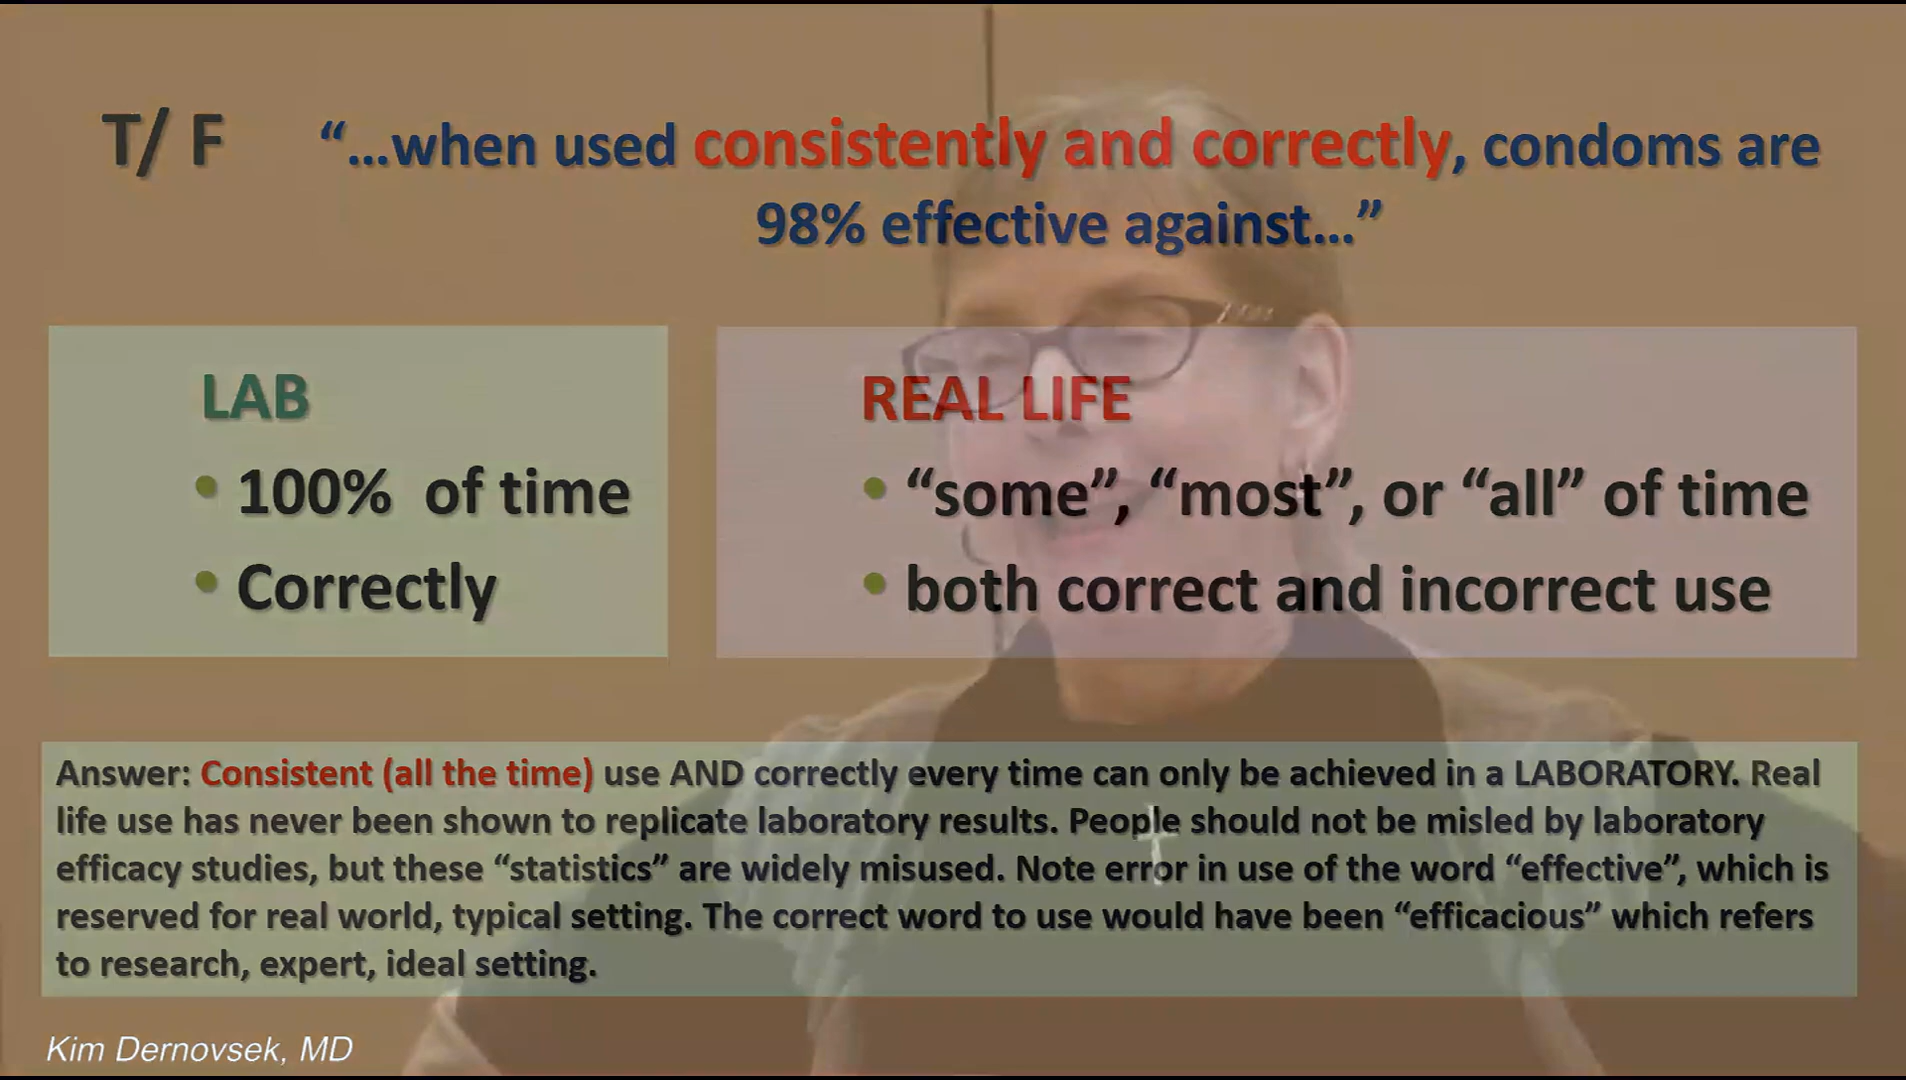 T/ F “...when used consistently and correctly, condoms are
98% effective against...”
LAB
• 100% of time
• Correctly
REAL LIFE
• “some”, “most”, or “all” of time
• both correct and incorrect use
Answer: Consistent (all the time) use AND correctly every time can only be achieved in a LABORATORY. Real
life use has never been shown to replicate laboratory results. People should not be misled by laboratory
efficacy studies, but these “statistics” are widely misused. Note error in use of the word “effective”, which is
reserved for real world, typical setting. The correct word to use would have been “efficacious” which refers
to research, expert, ideal setting.
Kim Dernovsek, MD